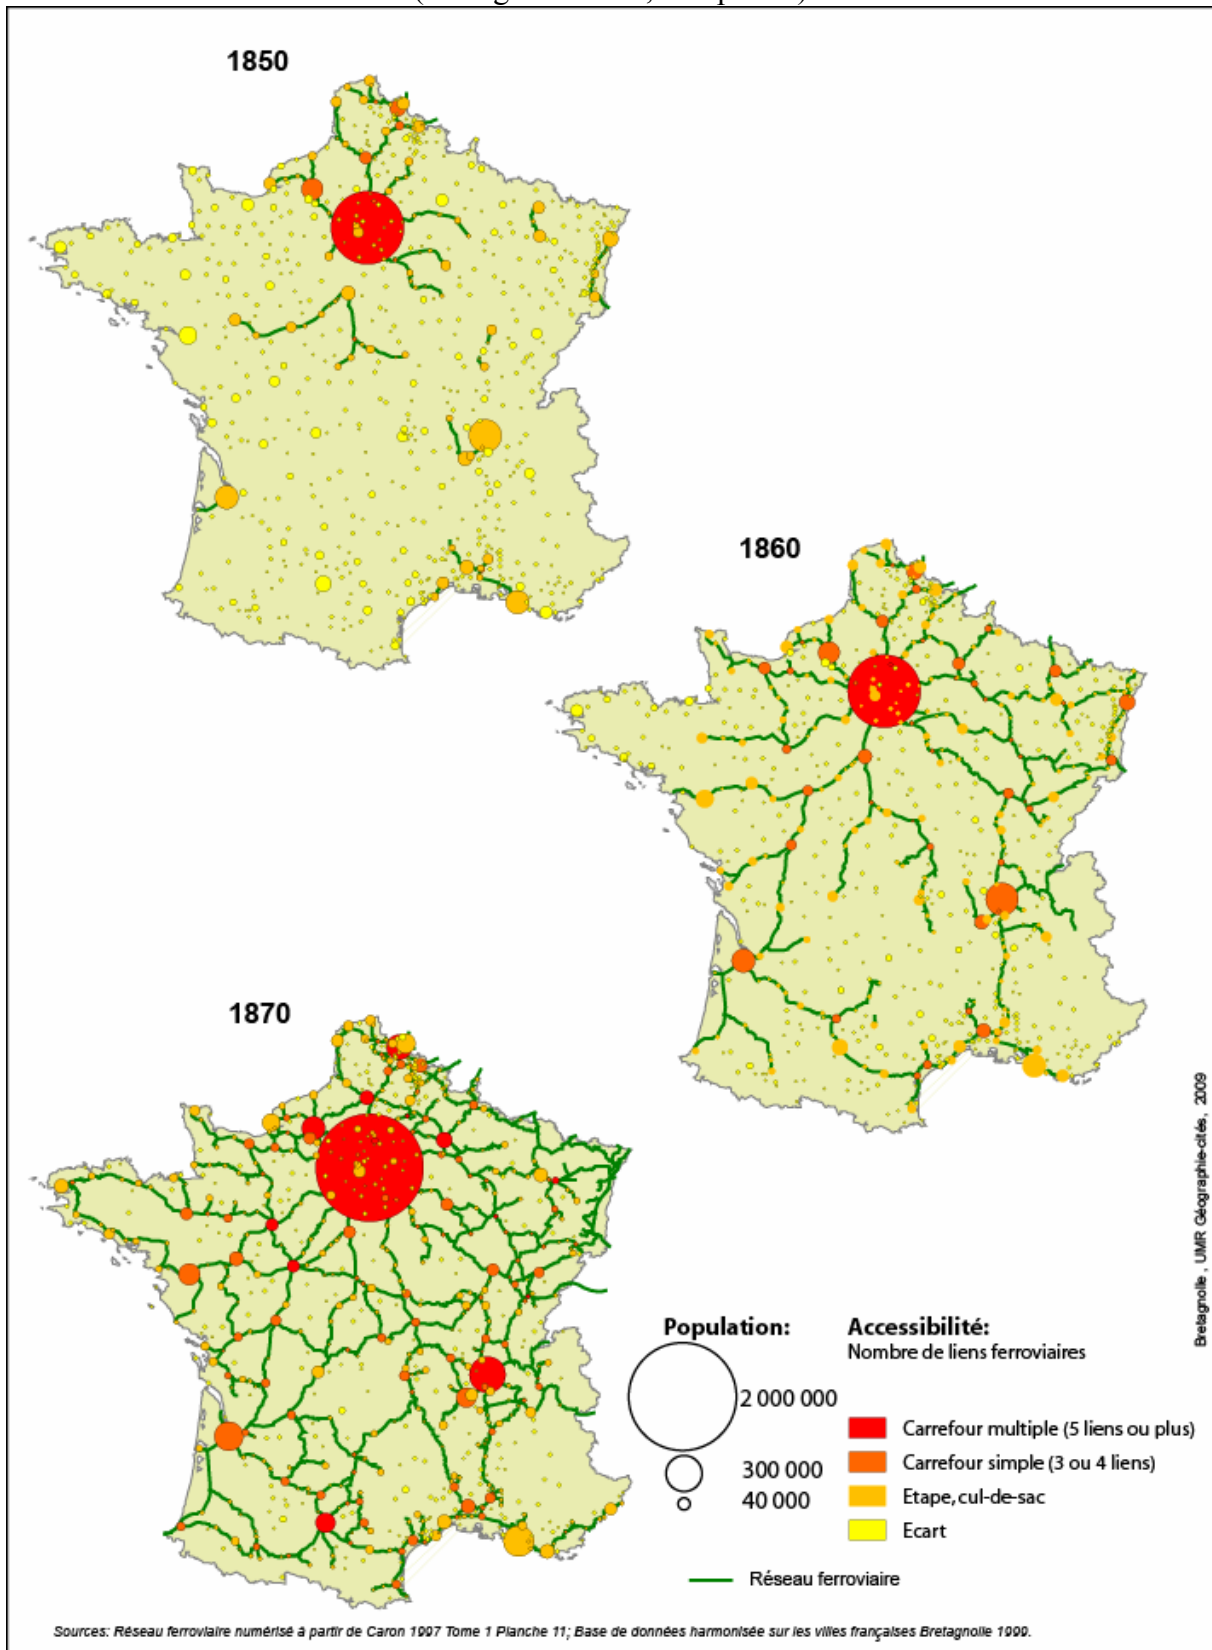 1850
1860
1870
Bretagnolle, UMR Géographie-cités, 2009
Population:
2 000 000
300 000
40 000
Accessibilité:
Nombre de liens ferroviaires
Carrefour multiple (5 liens ou plus)
Carrefour simple (3 ou 4 liens)
Etape, cul-de-sac
Ecart
Réseau ferroviaire
Sources: Réseau ferroviaire numérisé à partir de Caron 1997 Tome 1 Planche 11; Base de données harmonisée sur les villes françaises Bretagnolle 1999.